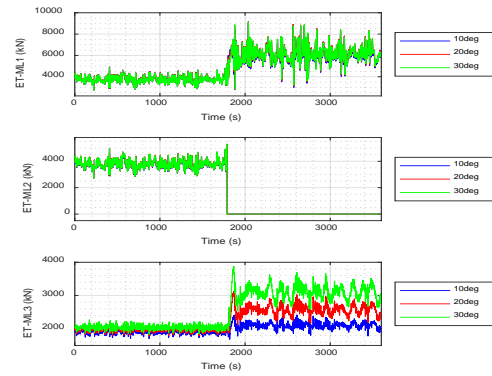 10000
8000
6000
4000
ET-ML1 (kN)
0
1000
2000
3000
Time (s)
10deg
20deg
30deg
4000
2000
0
ET-ML2 (kN)
0
1000
2000
3000
Time (s)
10deg
20deg
30deg
4000
3000
2000
ET-ML3 (kN)
0
1000
2000
3000
Time (s)
10deg
20deg
30deg